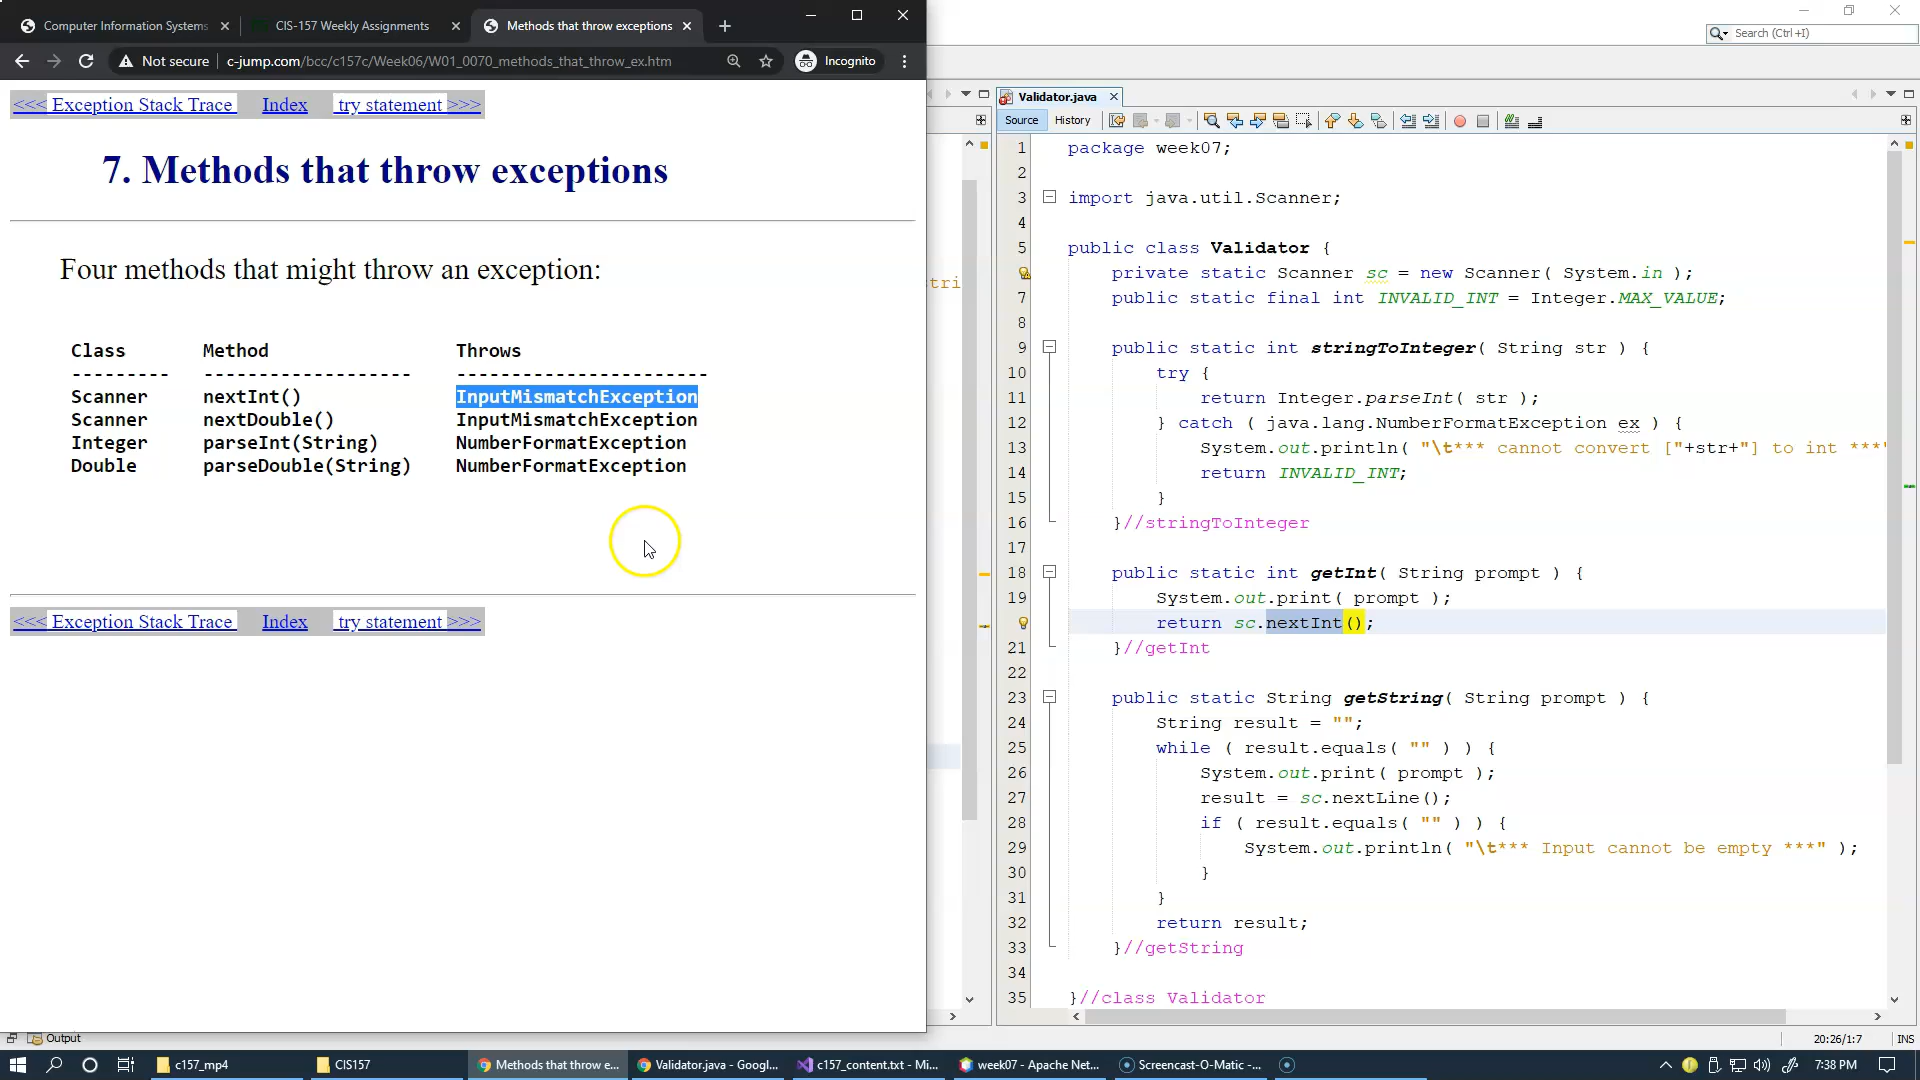 Computer Information Systems
CIS-157 Weekly Assignments
Methods that throw exceptions
Not secure
c-jump.com/bcc/c157c/Week06/W01_0070_methods_that_throw_ex.htm
Incognito
<<< Exception Stack Trace Index try statement >>>
7. Methods that throw exceptions
Four methods that might throw an exception:
Class Method Throws
--------- ------------------- -----------------------
Scanner nextInt() InputMismatchException
Scanner nextDouble() InputMismatchException
Integer parseInt(String) NumberFormatException
Double parseDouble(String) NumberFormatException
<<< Exception Stack Trace Index try statement >>>
Search (Ctrl+I)
Validator.java
Source History
tri
1 package week07;
2
3 import java.util.Scanner;
4
5 public class Validator {
private static Scanner sc = new Scanner( System.in );
7 public static final int INVALID_INT = Integer.MAX_VALUE;
8
9 public static int stringToInteger( String str ) {
10 try {
11 return Integer.parseInt( str );
12 } catch ( java.lang.NumberFormatException ex ) {
13 System.out.println( "\t*** cannot convert ["+str+"] to int ***"
14 return INVALID_INT;
15 }
16 }//stringToInteger
17
18 public static int getInt( String prompt ) {
19 System.out.print( prompt );
return sc.nextInt();
21 }//getInt
22
23 public static String getString( String prompt ) {
24 String result = "";
25 while ( result.equals( "" ) ) {
26 System.out.print( prompt );
27 result = sc.nextLine();
28 if ( result.equals( "" ) ) {
29 System.out.println( "\t*** Input cannot be empty ***" );
30 }
31 }
32 return result;
33 }//getString
34
35 }//class Validator
Output
20:26/1:7 INS
c157_mp4
CIS157
Methods that throw e...
Validator.java - Googl...
c157_content.txt - Mi...
week07 - Apache Net...
Screencast-O-Matic -...
7:38 PM